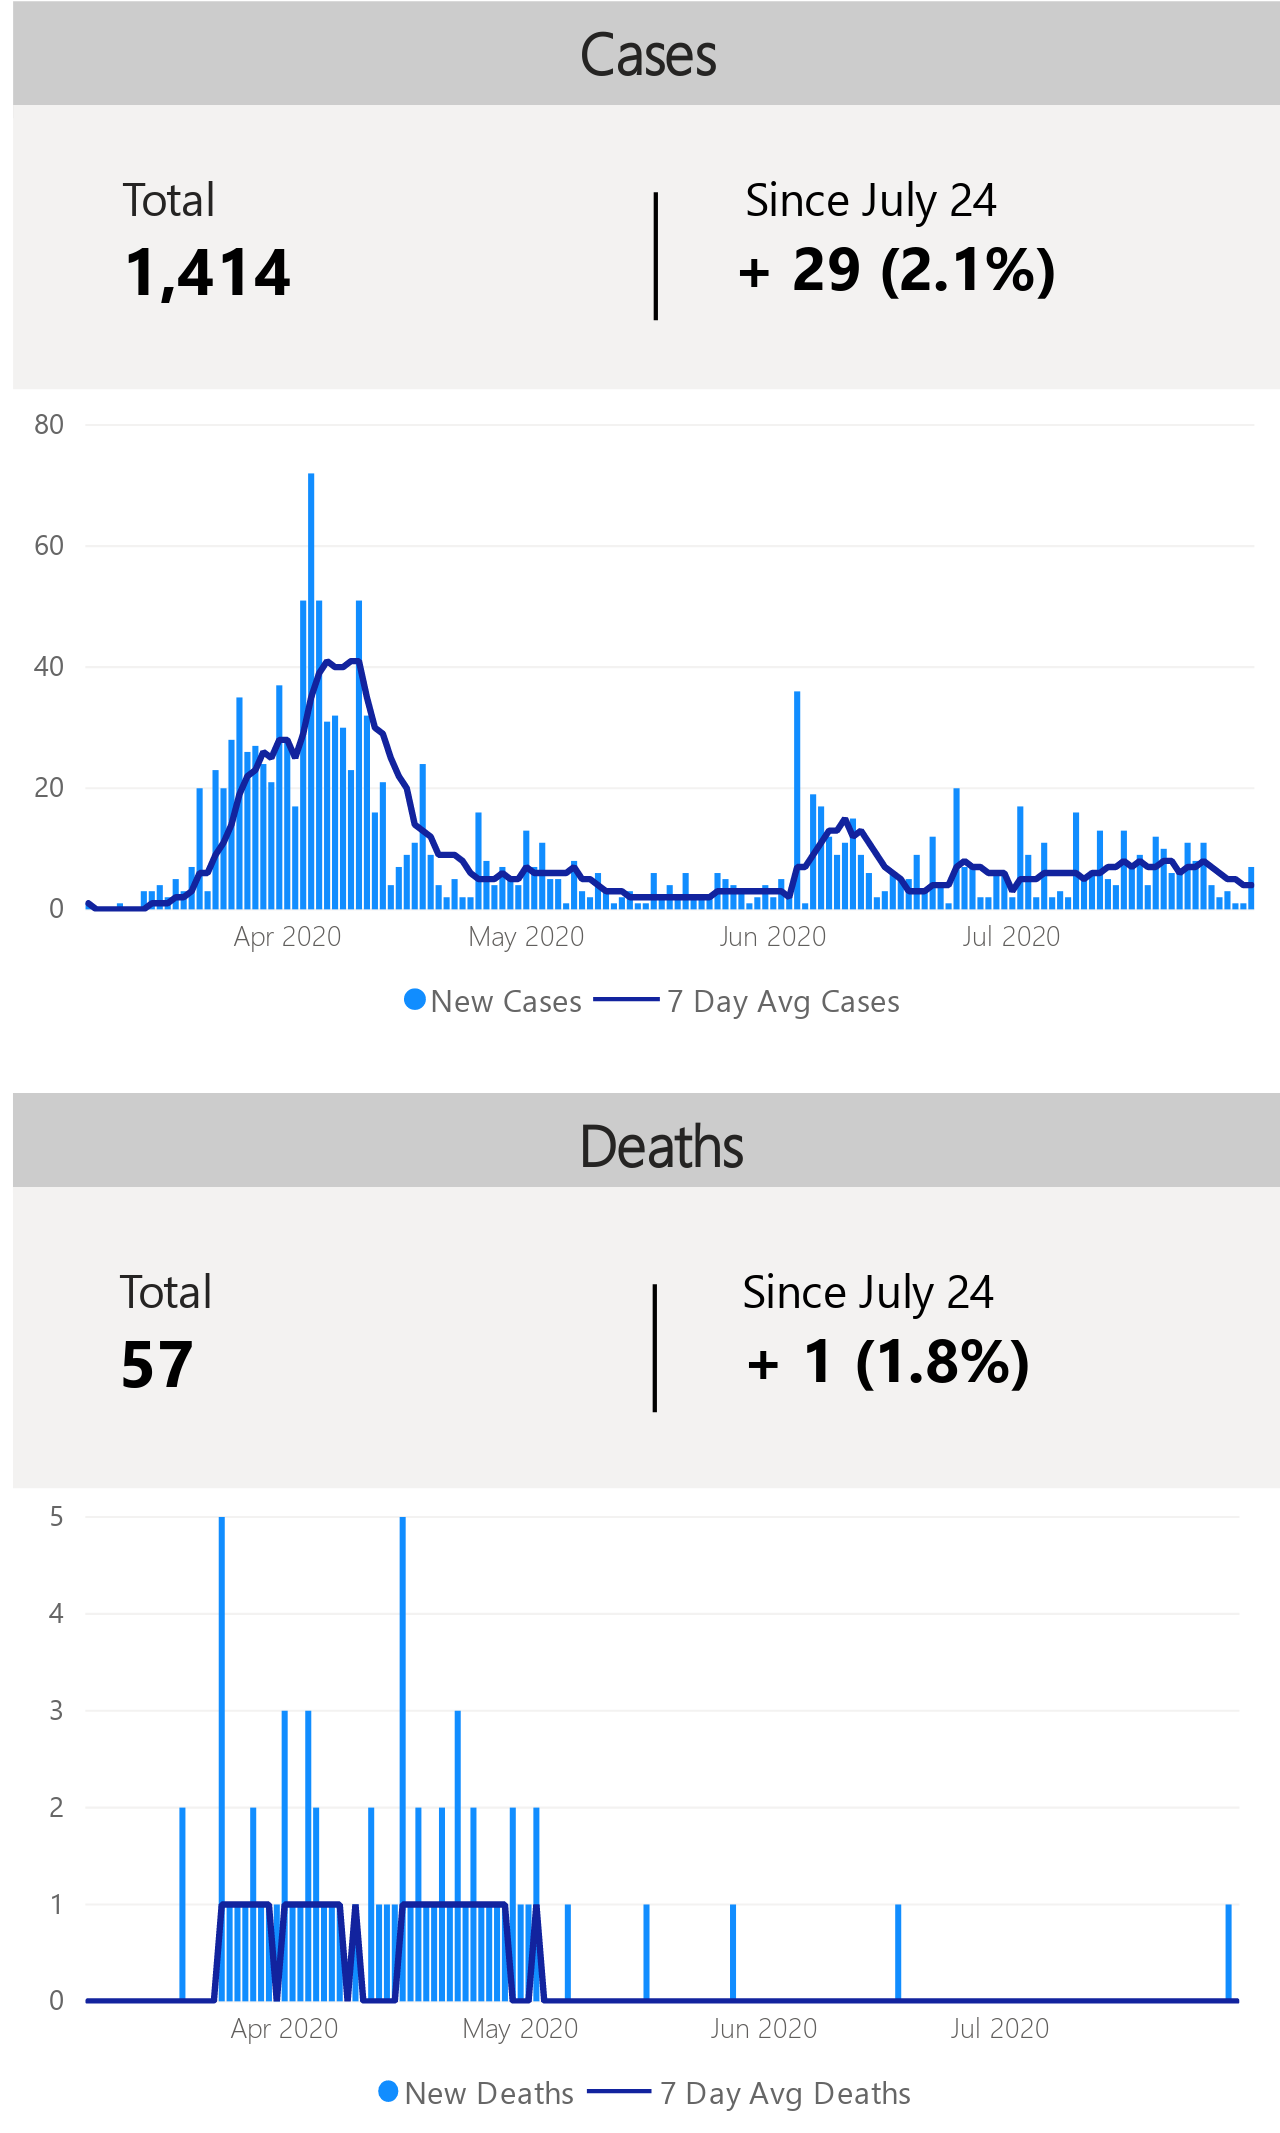 Cases
Total
Since July 24
1,414
+ 29 (2.1%)
80
60
40
20
0
Apr 2020
May 2020
Jun 2020
Jul 2020
New Cases
7 Day Avg Cases
Deaths
Total
Since July 24
57
+ 1 (1.8%)
5
4
3
2
1
0
Apr 2020
May 2020
Jun 2020
Jul 2020
New Deaths
7 Day Avg Deaths